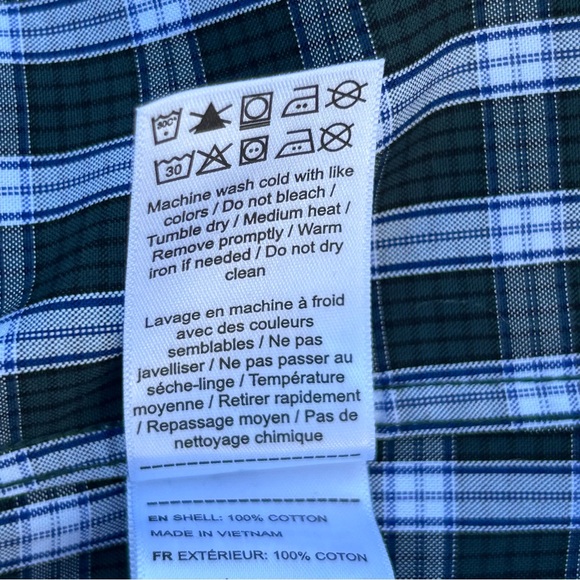 30°C
30
Machine wash cold with like
colors / Do not bleach /
Tumble dry / Medium heat /
Remove promptly / Warm
iron if needed / Do not dry
clean
Lavage en machine à froid
avec des couleurs
semblables / Ne pas
javelliser / Ne pas passer au
séche-linge / Température
moyenne / Retirer rapidement
/ Repassage moyen / Pas de
nettoyage chimique
EN SHELL: 100% COTTON
MADE IN VIETNAM
FR EXTÉRIEUR: 100% COTON